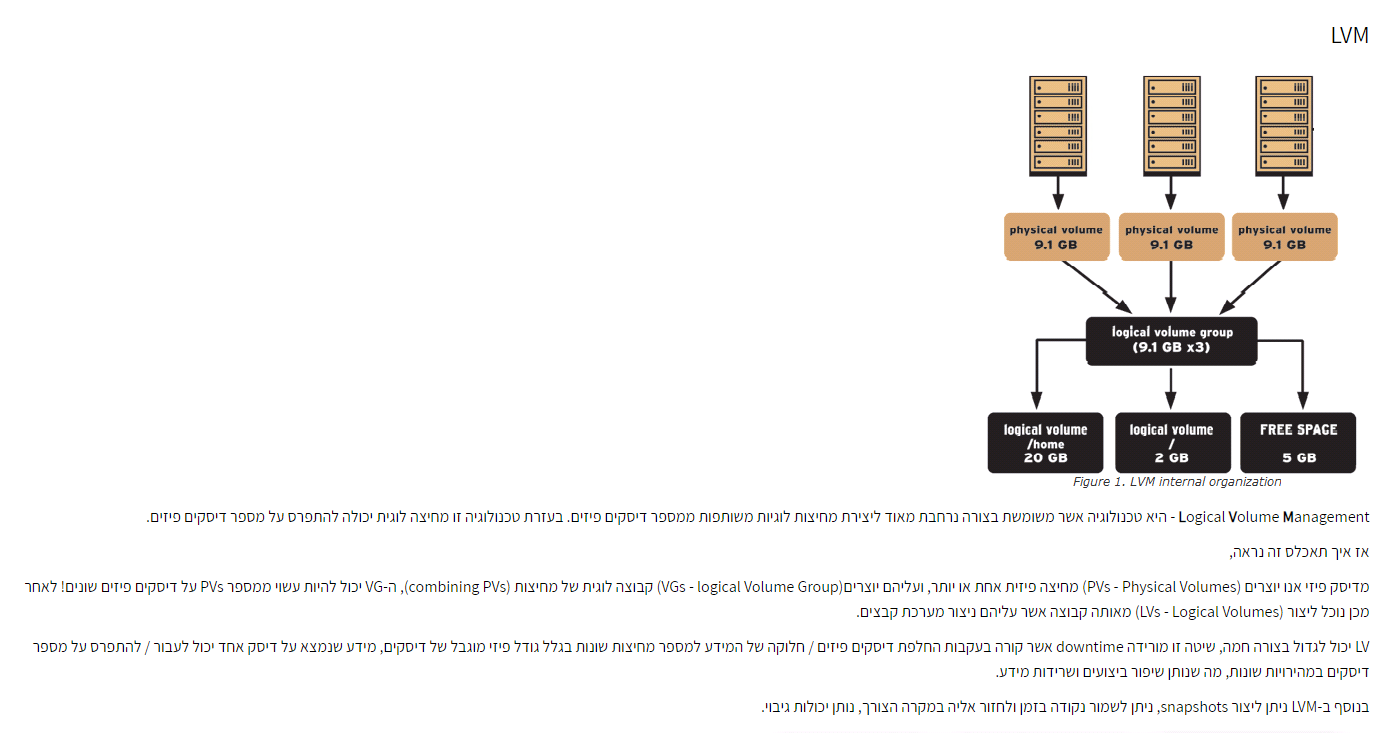 LVM
physical volume
9.1 GB
physical volume
9.1 GB
physical volume
9.1 GB
logical volume group
(9.1 GB x3)
logical volume
/home
20 GB
logical volume
/
2 GB
FREE SPACE
5 GB
Figure 1. LVM internal organization
Logical Volume Management - היא טכנולוגיה אשר משומשת בצורה נרחבת מאוד ליצירת מחיצות לוגיות משותפות ממספר דיסקים פיזים. בעזרת טכנולוגיה זו מחיצה לוגית יכולה להתפרס על מספר דיסקים פיזים.
אז איך תאכלס זה נראה,
מדיסק פיזי אנו יוצרים (PVs - Physical Volumes) מחיצה פיזית אחת או יותר, ועליהם יוצרים(VGs - logical Volume Group) קבוצה לוגית של מחיצות (combining PVs), ה-VG יכול להיות עשוי ממספר PVs על דיסקים פיזים שונים! לאחר
מכן נוכל ליצור (LVs - Logical Volumes) מאותה קבוצה אשר עליהם ניצור מערכת קבצים.
LV יכול לגדול בצורה חמה, שיטה זו מורידה downtime אשר קורה בעקבות החלפת דיסקים פיזים / חלוקה של המידע למספר מחיצות שונות בגלל גודל פיזי מוגבל של דיסקים, מידע שנמצא על דיסק אחד יכול לעבור / להתפרס על מספר
דיסקים במהירויות שונות, מה שנותן שיפור ביצועים ושרידות מידע.
בנוסף ב-LVM ניתן ליצור snapshots, ניתן לשמור נקודה בזמן ולחזור אליה במקרה הצורך, נותן יכולות גיבוי.